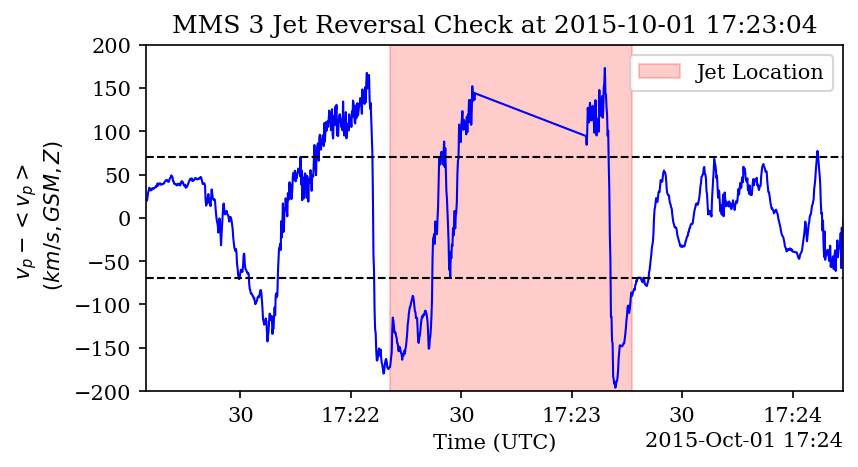 MMS 3 Jet Reversal Check at 2015-10-01 17:23:04
200
150
100
50
0
−50
−100
−150
−200
v_p − < v_p >
(km/s, GSM, Z)
Jet Location
30
17:22
30
17:23
30
17:24
Time (UTC)
2015-Oct-01 17:24